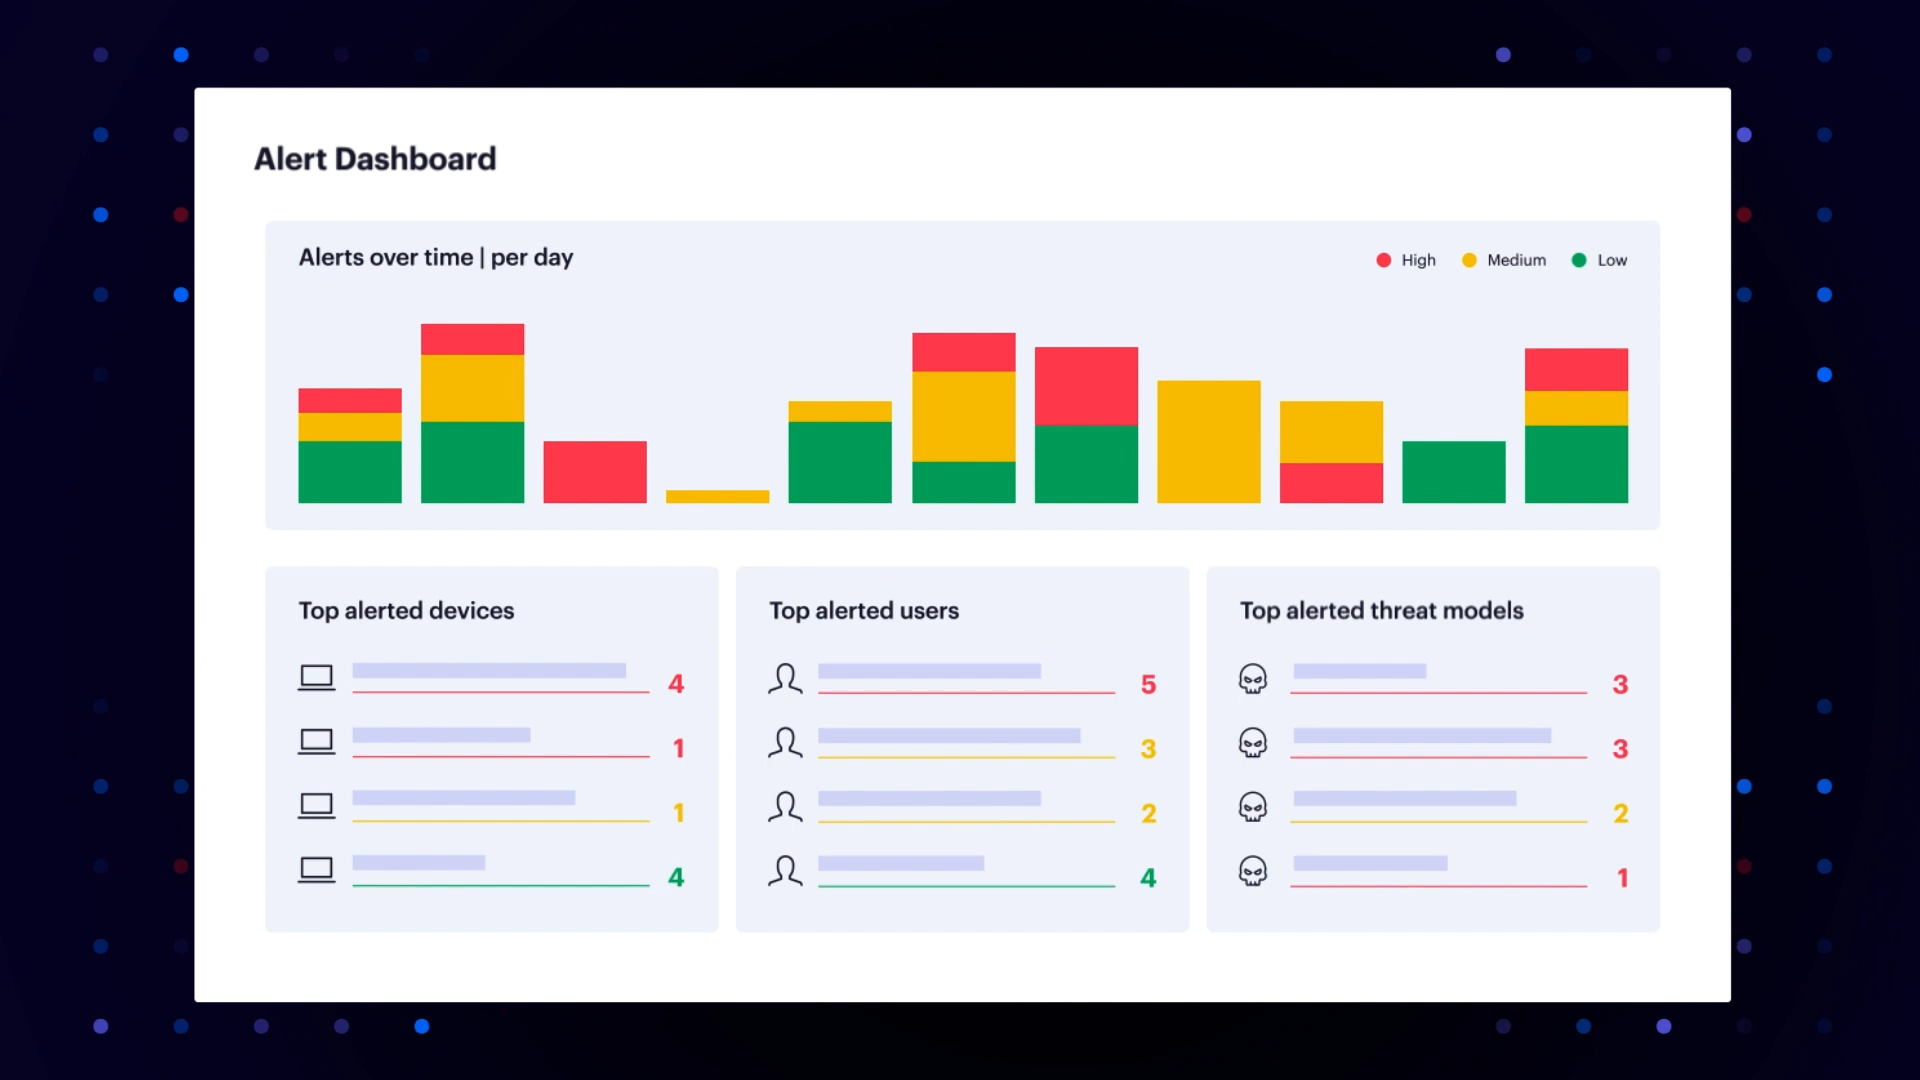 Alert Dashboard
Alerts over time | per day
High Medium Low
Top alerted devices
4
1
1
4
Top alerted users
5
3
2
4
Top alerted threat models
3
3
2
1